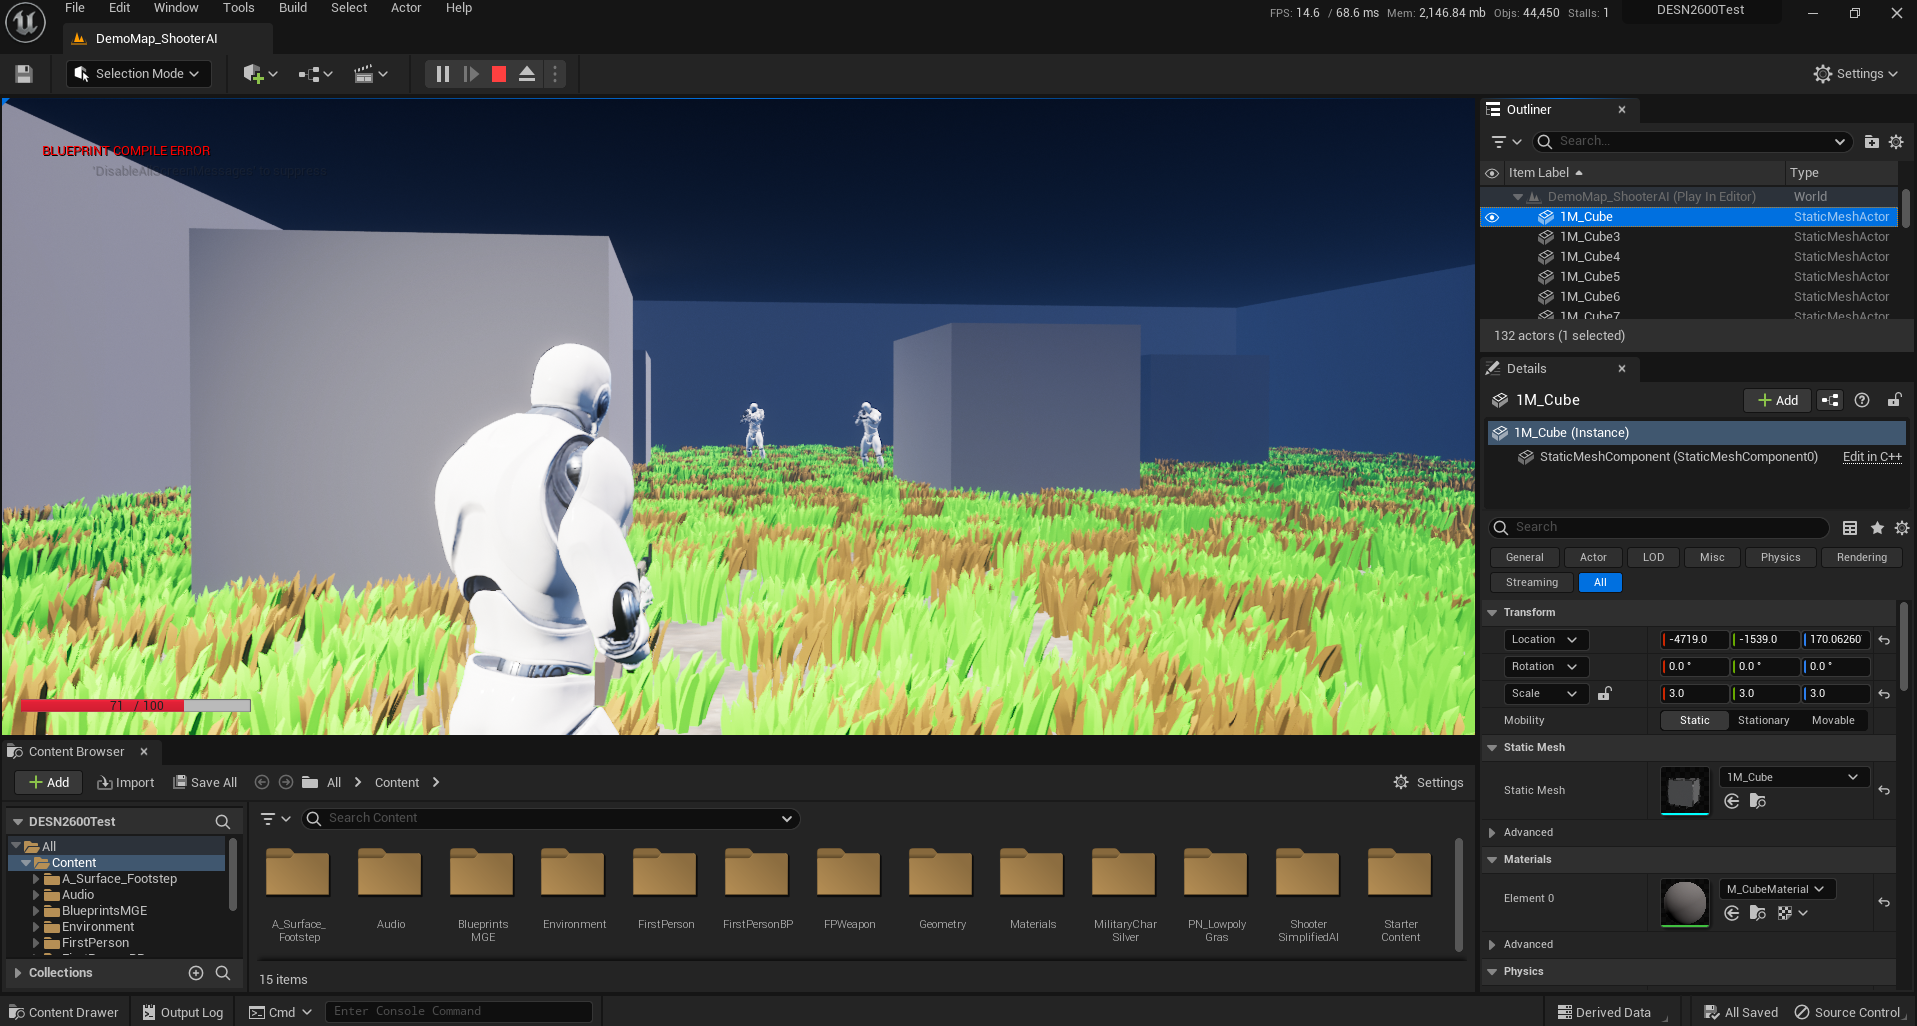 File Edit Window Tools Build Select Actor Help
FPS: 14.6 / 68.6 ms Mem: 2,146.84 mb Objs: 44,450 Stalls: 1
DESN2600Test
DemoMap_ShooterAI
Selection Mode
Settings
BLUEPRINT COMPILE ERROR
'DisableAllScreenMessages' to suppress
71 / 100
Outliner
Search...
Item Label Type
DemoMap_ShooterAI (Play In Editor) World
1M_Cube StaticMeshActor
1M_Cube3 StaticMeshActor
1M_Cube4 StaticMeshActor
1M_Cube5 StaticMeshActor
1M_Cube6 StaticMeshActor
1M_Cube7 StaticMeshActor
132 actors (1 selected)
Details
1M_Cube
Add
1M_Cube (Instance)
StaticMeshComponent (StaticMeshComponent0) Edit in C++
Search
General Actor LOD Misc Physics Rendering
Streaming All
Transform
Location -4719.0 -1539.0 170.06260
Rotation 0.0 ° 0.0 ° 0.0 °
Scale 3.0 3.0 3.0
Mobility Static Stationary Movable
Static Mesh
Static Mesh 1M_Cube
Advanced
Materials
Element 0 M_CubeMaterial
Advanced
Physics
Content Browser
Add Import Save All All Content Settings
DESN2600Test
All
Content
A_Surface_Footstep
Audio
BlueprintsMGE
Environment
FirstPerson
Collections
Search Content
A_Surface_
Footstep
Audio
Blueprints
MGE
Environment
FirstPerson
FirstPersonBP
FPWeapon
Geometry
Materials
MilitaryChar
Silver
PN_Lowpoly
Gras
Shooter
SimplifiedAI
Starter
Content
15 items
Content Drawer Output Log Cmd Enter Console Command
Derived Data All Saved Source Control